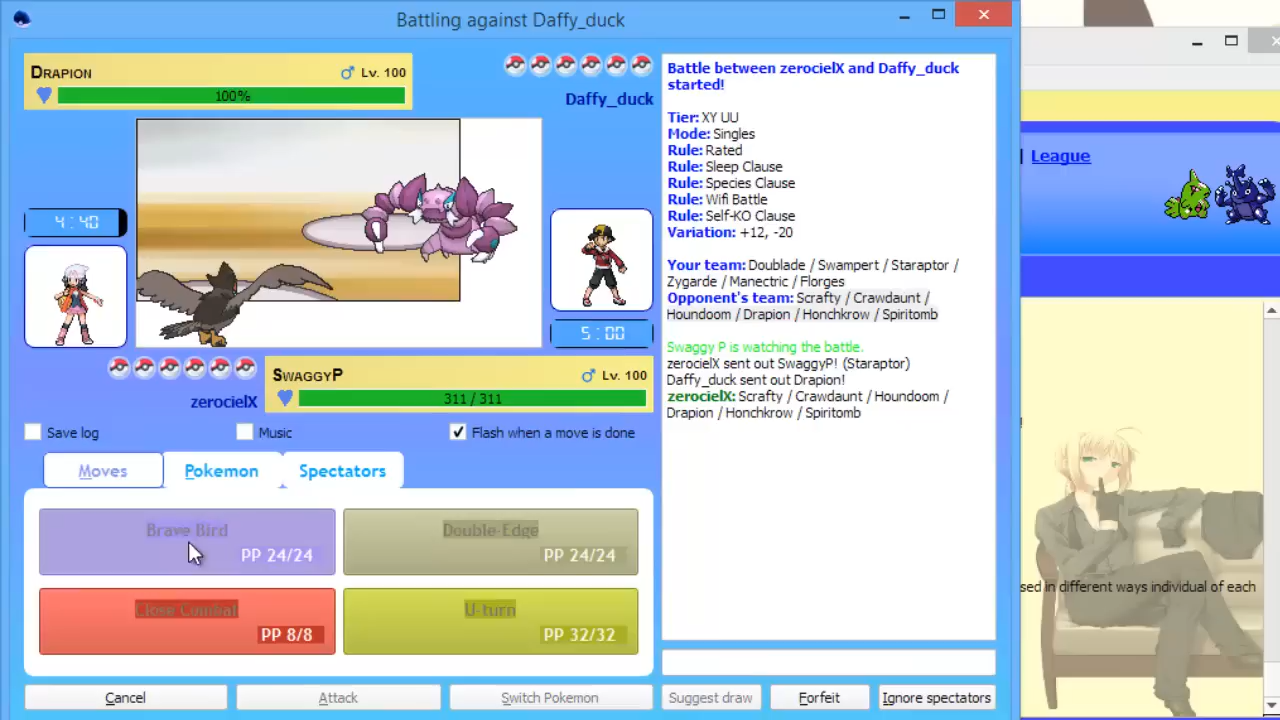 Battling against Daffy_duck
DRAPION
Lv. 100
100%
Daffy_duck
4:40
5:00
SWAGGYP
Lv. 100
311 / 311
zerocielX
Save log
Music
Flash when a move is done
Moves
Pokemon
Spectators
Brave Bird
PP 24/24
Double-Edge
PP 24/24
Close Combat
PP 8/8
U-turn
PP 32/32
Cancel
Attack
Switch Pokemon
Battle between zerocielX and Daffy_duck
started!
Tier: XY UU
Mode: Singles
Rule: Rated
Rule: Sleep Clause
Rule: Species Clause
Rule: Wifi Battle
Rule: Self-KO Clause
Variation: +12, -20
Your team: Doublade / Swampert / Staraptor /
Zygarde / Manectric / Florges
Opponent's team: Scrafty / Crawdaunt /
Houndoom / Drapion / Honchkrow / Spiritomb
Swaggy P is watching the battle.
zerocielX sent out SwaggyP! (Staraptor)
Daffy_duck sent out Drapion!
zerocielX: Scrafty / Crawdaunt / Houndoom /
Drapion / Honchkrow / Spiritomb
Suggest draw
Forfeit
Ignore spectators
League
sed in different ways individual of each